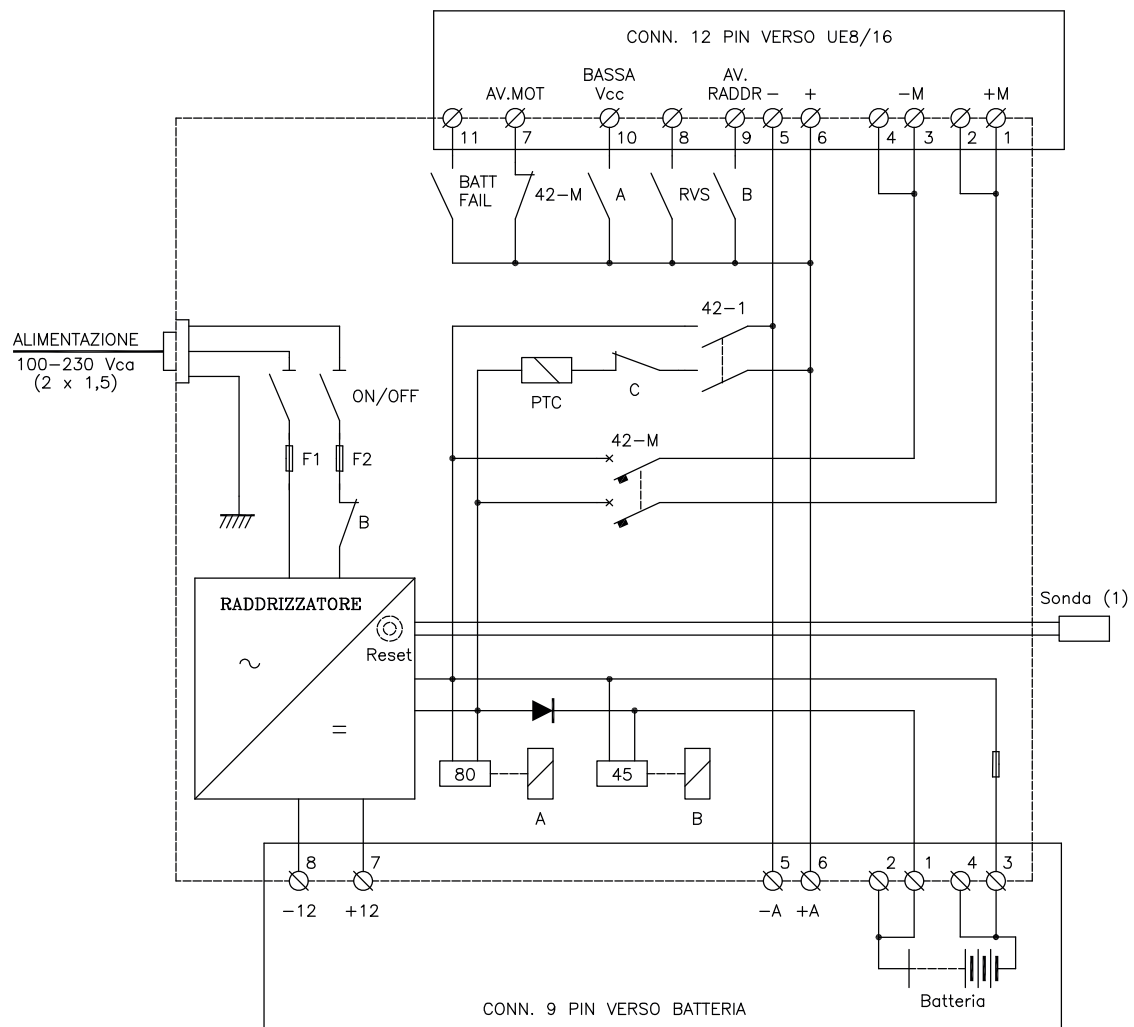 CONN. 12 PIN VERSO UE8/16
BASSA
Vcc
AV.
RADDR
AV.MOT
-
+
-M
+M
11
7
10
8
9
5
6
4
3
2
1
BATT
FAIL
42-M
A
RVS
B
42-1
ALIMENTAZIONE
100-230 Vca
(2 x 1,5)
PTC
C
ON/OFF
42-M
F1
F2
B
RADDRIZZATORE
Sonda (1)
Reset
~
=
80
45
A
B
8
7
5
6
2
1
4
3
-12
+12
-A
+A
Batteria
CONN. 9 PIN VERSO BATTERIA